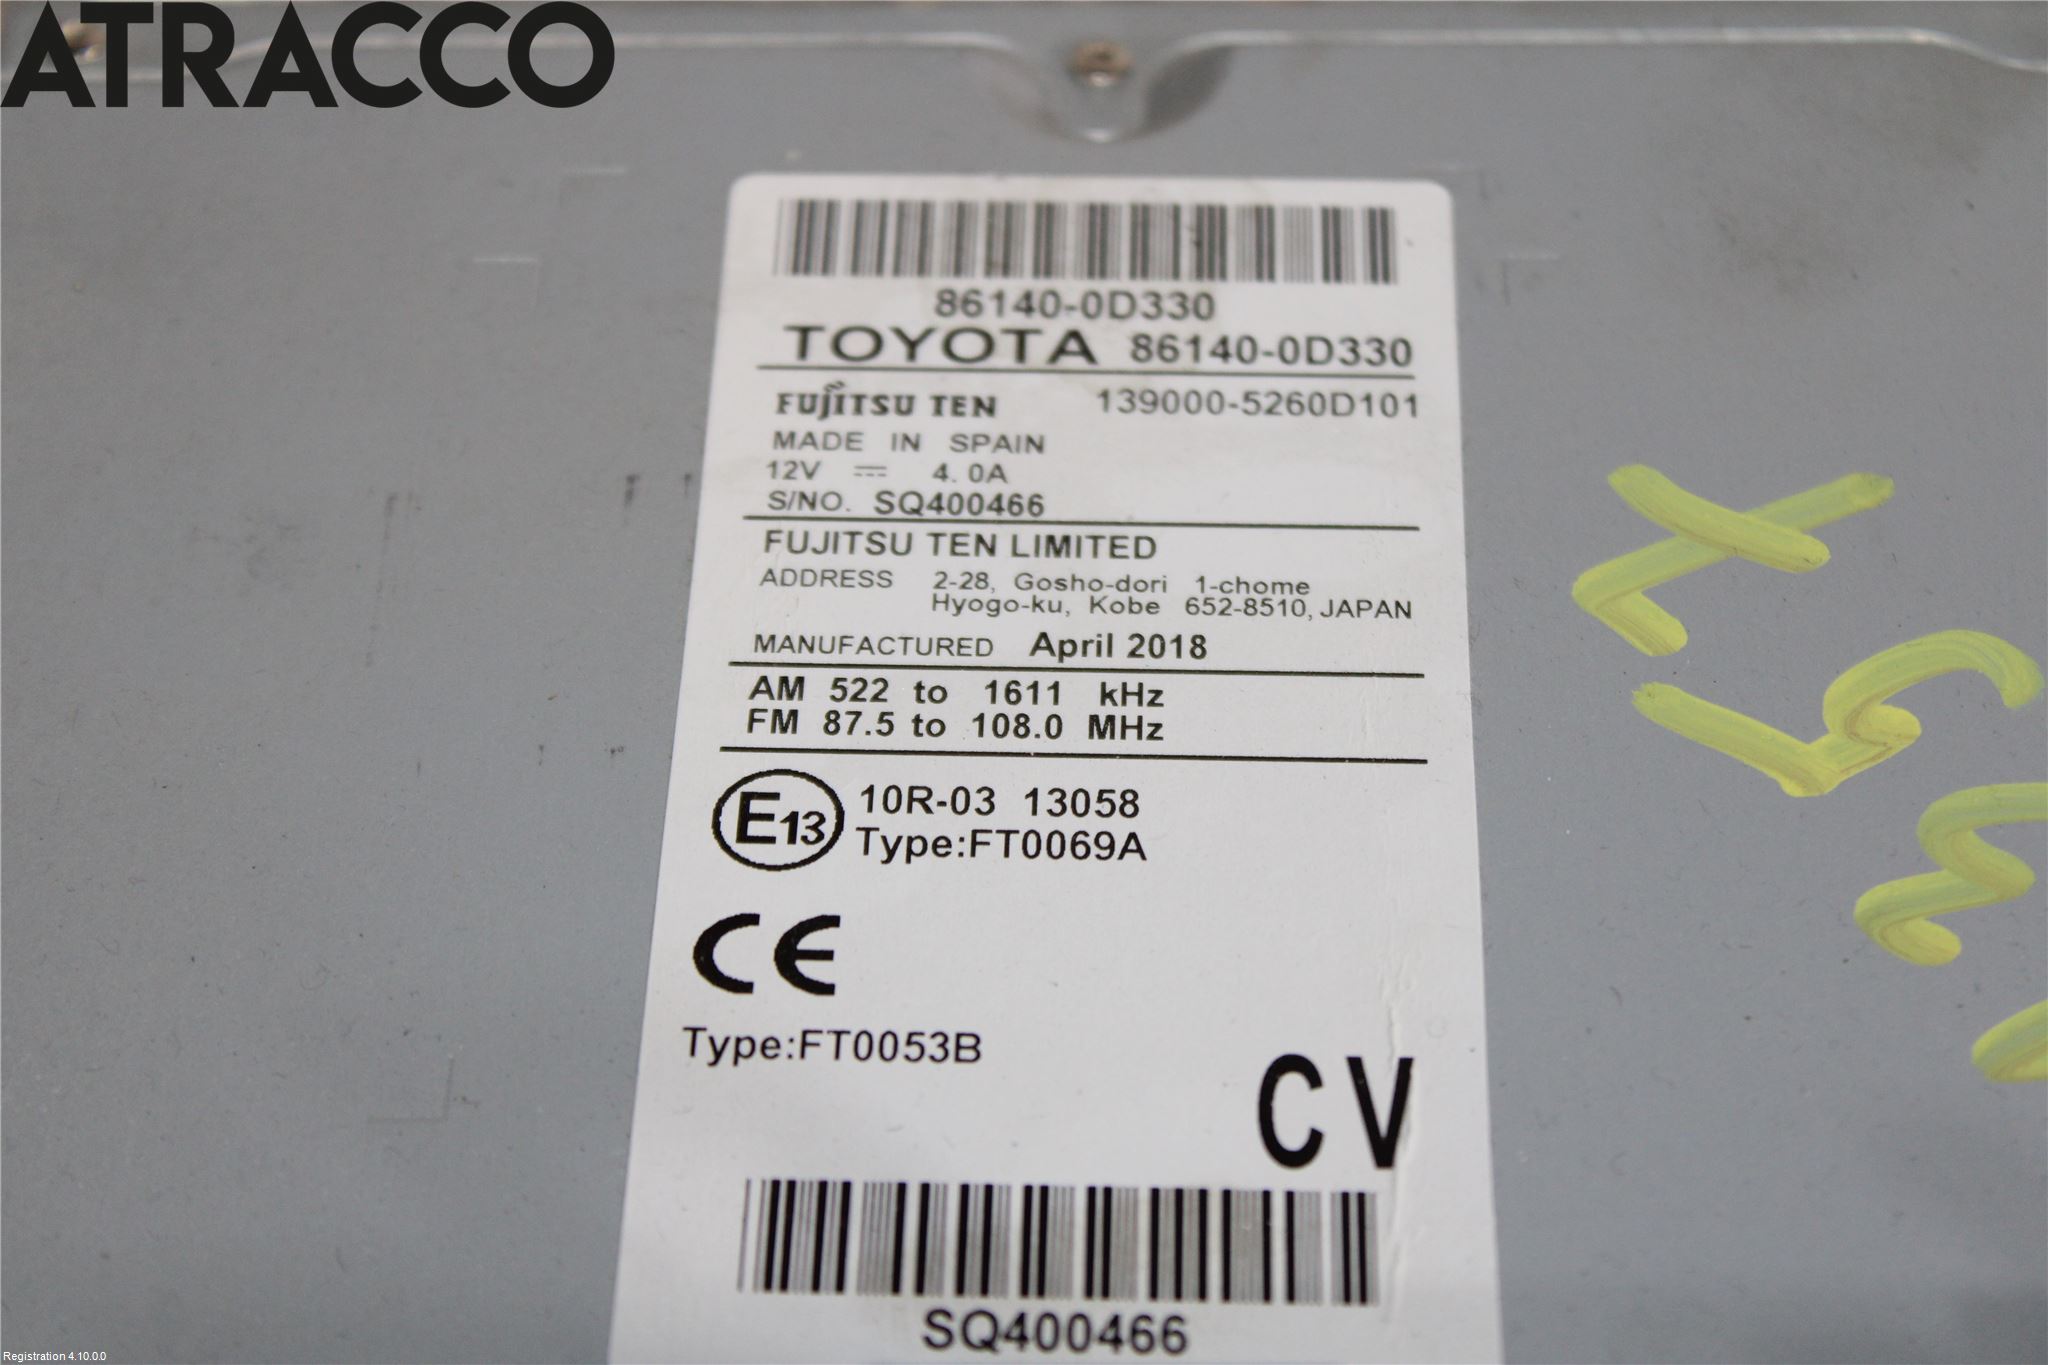 ATRACCO
86140-0D330
TOYOTA 86140-0D330
FUJITSU TEN 139000-5260D101
MADE IN SPAIN
12V ⎓ 4.0A
S/NO. SQ400466
FUJITSU TEN LIMITED
ADDRESS 2-28, Gosho-dori 1-chome
Hyogo-ku, Kobe 652-8510, JAPAN
MANUFACTURED April 2018
AM 522 to 1611 kHz
FM 87.5 to 108.0 MHz
E13 10R-03 13058
Type:FT0069A
CE
Type:FT0053B
CV
SQ400466
Registration 4.10.0.0